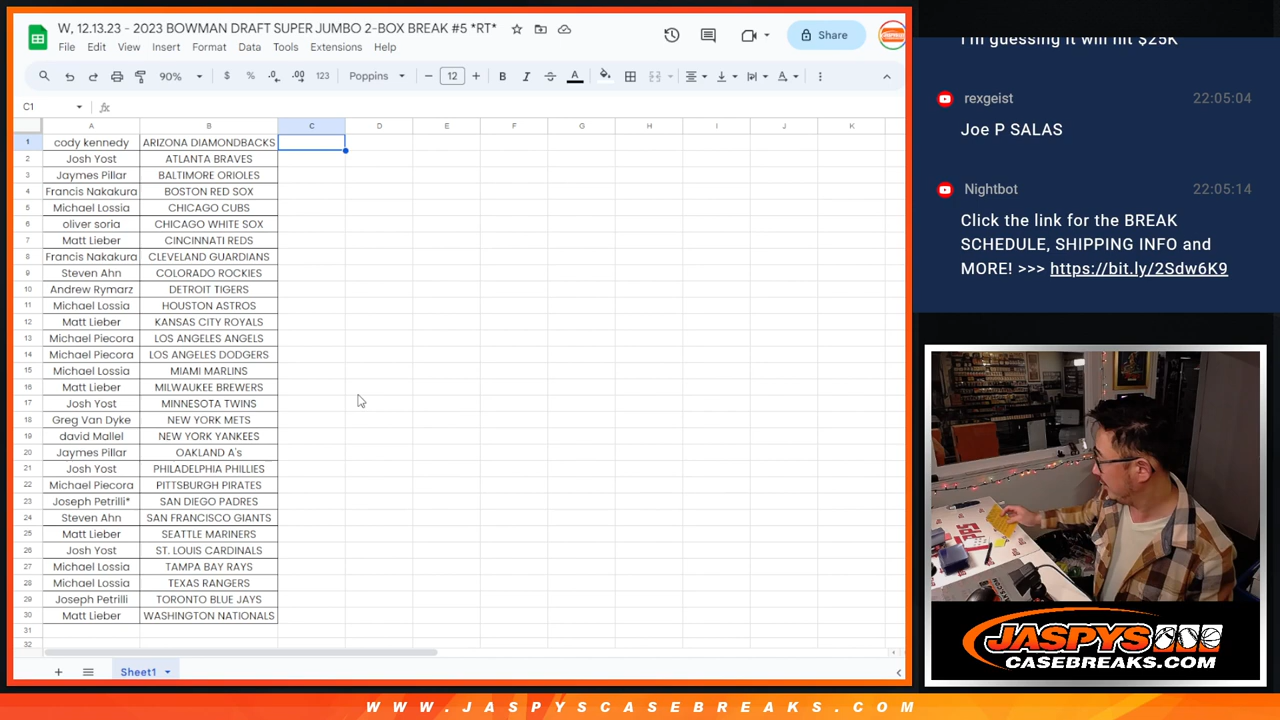 W, 12.13.23 - 2023 BOWMAN DRAFT SUPER JUMBO 2-BOX BREAK #5 *RT*
File Edit View Insert Format Data Tools Extensions Help
Share
90% $ % .0 .00 123 Poppins 12 B I A
C1 fx
A B C D E F G H I J K
1 cody kennedy ARIZONA DIAMONDBACKS
2 Josh Yost ATLANTA BRAVES
3 Jaymes Pillar BALTIMORE ORIOLES
4 Francis Nakakura BOSTON RED SOX
5 Michael Lossia CHICAGO CUBS
6 oliver soria CHICAGO WHITE SOX
7 Matt Lieber CINCINNATI REDS
8 Francis Nakakura CLEVELAND GUARDIANS
9 Steven Ahn COLORADO ROCKIES
10 Andrew Rymarz DETROIT TIGERS
11 Michael Lossia HOUSTON ASTROS
12 Matt Lieber KANSAS CITY ROYALS
13 Michael Piecora LOS ANGELES ANGELS
14 Michael Piecora LOS ANGELES DODGERS
15 Michael Lossia MIAMI MARLINS
16 Matt Lieber MILWAUKEE BREWERS
17 Josh Yost MINNESOTA TWINS
18 Greg Van Dyke NEW YORK METS
19 david Mallel NEW YORK YANKEES
20 Jaymes Pillar OAKLAND A's
21 Josh Yost PHILADELPHIA PHILLIES
22 Michael Piecora PITTSBURGH PIRATES
23 Joseph Petrilli* SAN DIEGO PADRES
24 Steven Ahn SAN FRANCISCO GIANTS
25 Matt Lieber SEATTLE MARINERS
26 Josh Yost ST. LOUIS CARDINALS
27 Michael Lossia TAMPA BAY RAYS
28 Michael Lossia TEXAS RANGERS
29 Joseph Petrilli TORONTO BLUE JAYS
30 Matt Lieber WASHINGTON NATIONALS
31
32
Sheet1
I'm guessing it will hit $25K
rexgeist 22:05:04
Joe P SALAS
Nightbot 22:05:14
Click the link for the BREAK
SCHEDULE, SHIPPING INFO and
MORE! >>> https://bit.ly/2Sdw6K9
JASPYS
CASEBREAKS.COM
WWW.JASPYSCASEBREAKS.COM